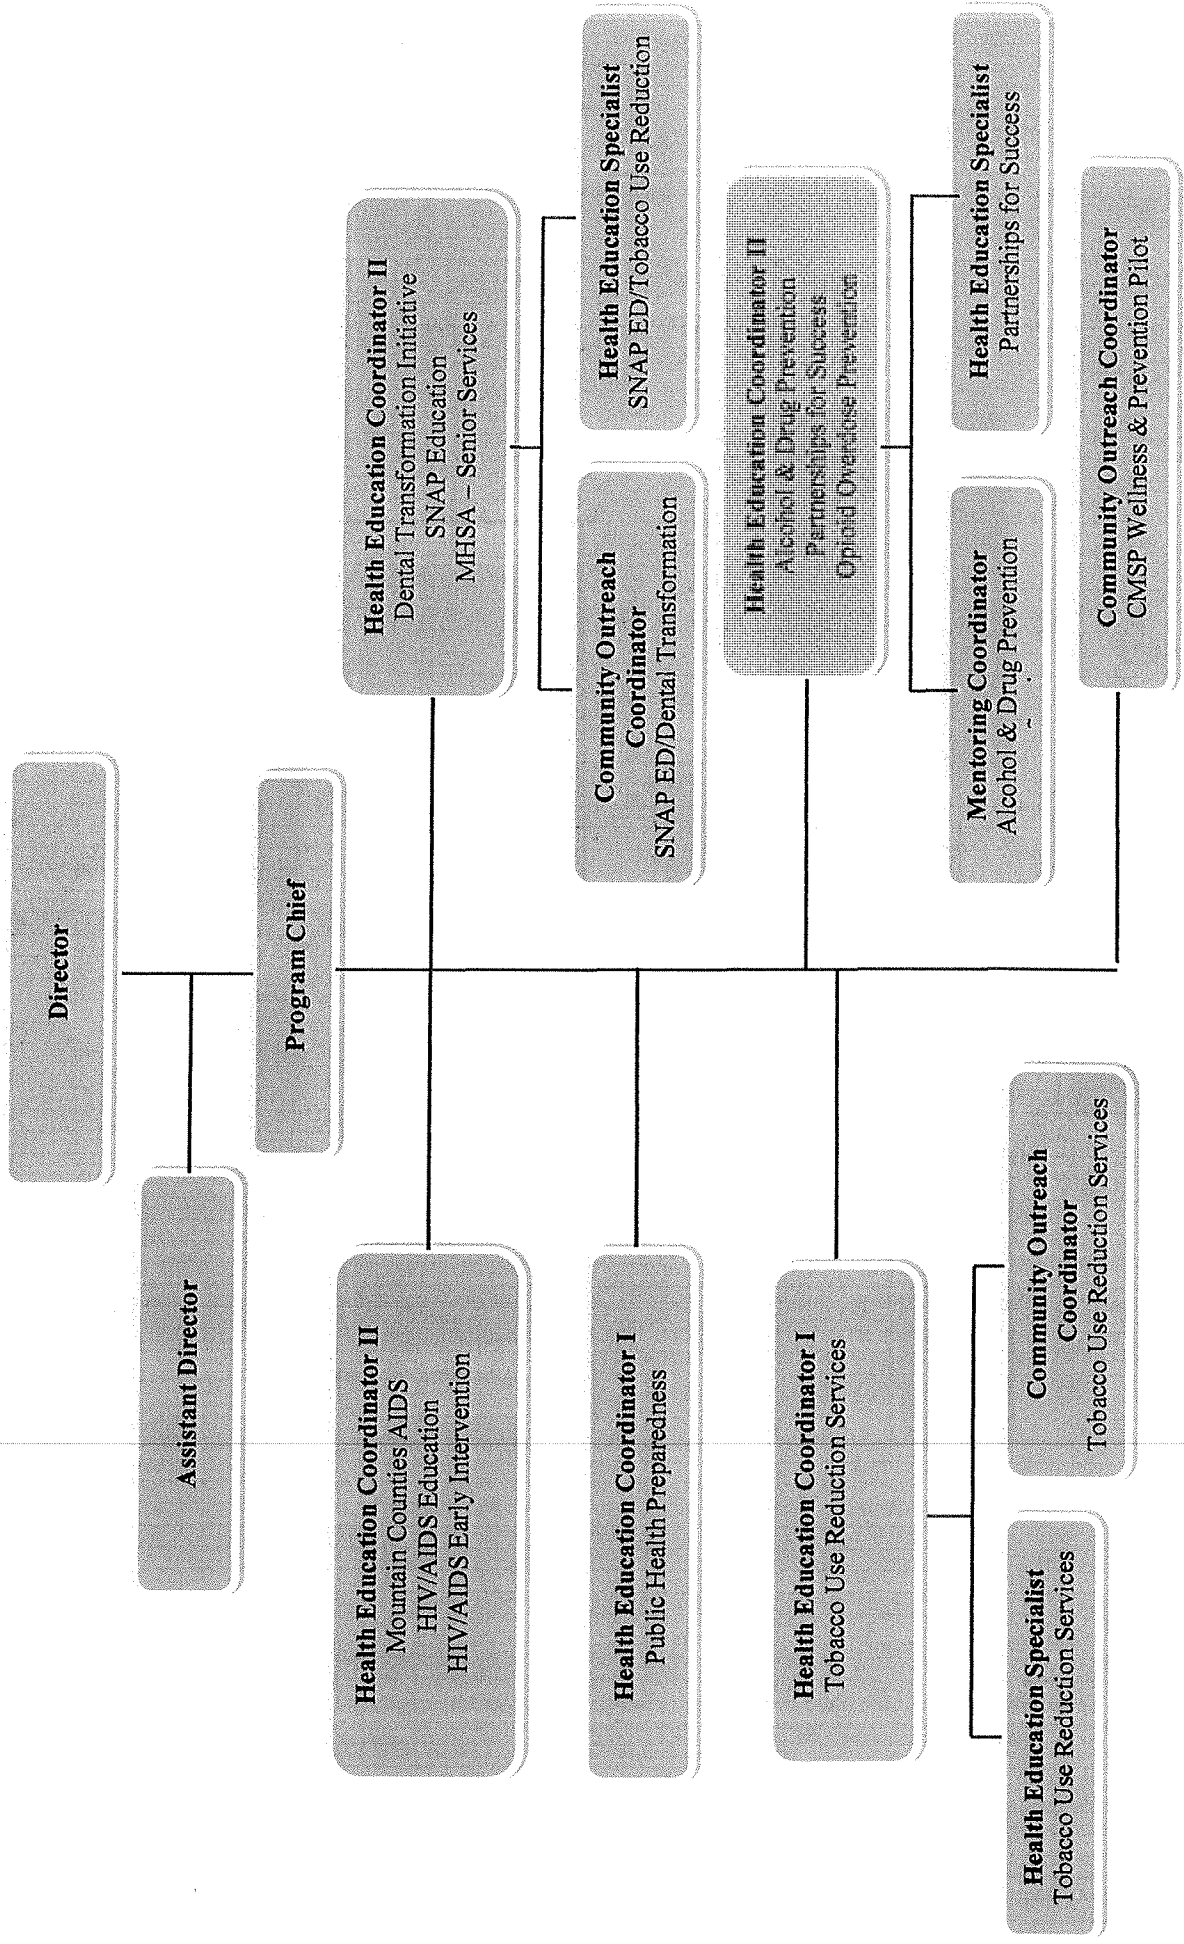 Director
Assistant Director
Program Chief
Health Education Coordinator II
Mountain Counties AIDS
HIV/AIDS Education
HIV/AIDS Early Intervention
Health Education Coordinator II
Dental Transformation Initiative
SNAP Education
MHSA – Senior Services
Community Outreach
Coordinator
SNAP ED/Dental Transformation
Health Education Specialist
SNAP ED/Tobacco Use Reduction
Health Education Coordinator I
Public Health Preparedness
Health Education Coordinator II
Alcohol & Drug Prevention
Partnerships for Success
Opioid Overdose Prevention
Health Education Coordinator I
Tobacco Use Reduction Services
Mentoring Coordinator
Alcohol & Drug Prevention
Health Education Specialist
Partnerships for Success
Health Education Specialist
Tobacco Use Reduction Services
Community Outreach
Coordinator
Tobacco Use Reduction Services
Community Outreach Coordinator
CMSP Wellness & Prevention Pilot